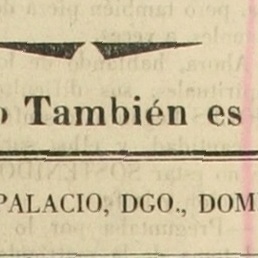 o También es
PALACIO, DGO., DOM